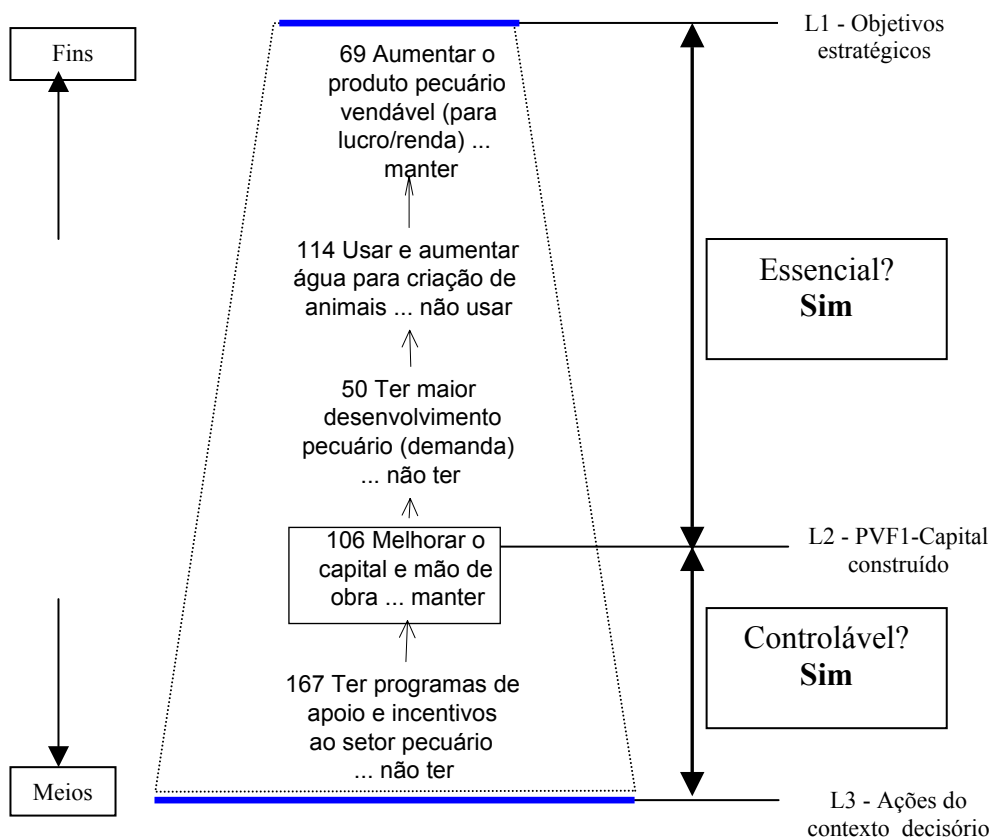 L1 - Objetivos
estratégicos
Fins
69 Aumentar o
produto pecuário
vendável (para
lucro/renda) ...
manter
114 Usar e aumentar
água para criação de
animais ... não usar
Essencial?
Sim
50 Ter maior
desenvolvimento
pecuário (demanda)
... não ter
106 Melhorar o
capital e mão de
obra ... manter
L2 - PVF1-Capital
construído
Controlável?
Sim
167 Ter programas de
apoio e incentivos
ao setor pecuário
... não ter
Meios
L3 - Ações do
contexto decisório